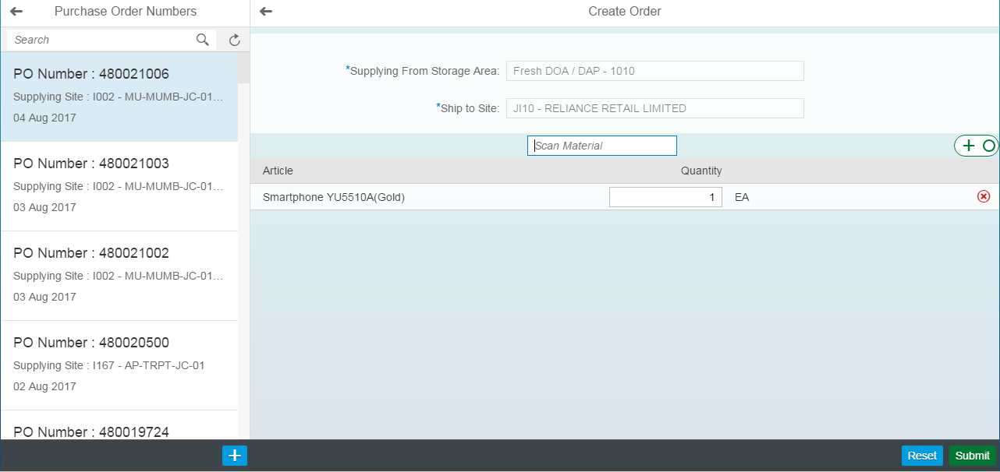 Purchase Order Numbers
Search
PO Number : 480021006
Supplying Site : I002 - MU-MUMB-JC-01...
04 Aug 2017
PO Number : 480021003
Supplying Site : I002 - MU-MUMB-JC-01...
03 Aug 2017
PO Number : 480021002
Supplying Site : I002 - MU-MUMB-JC-01...
03 Aug 2017
PO Number : 480020500
Supplying Site : I167 - AP-TRPT-JC-01
02 Aug 2017
PO Number : 480019724
Create Order
*Supplying From Storage Area: Fresh DOA / DAP - 1010
*Ship to Site: JI10 - RELIANCE RETAIL LIMITED
Scan Material
Article Quantity
Smartphone YU5510A(Gold) 1 EA
Reset Submit